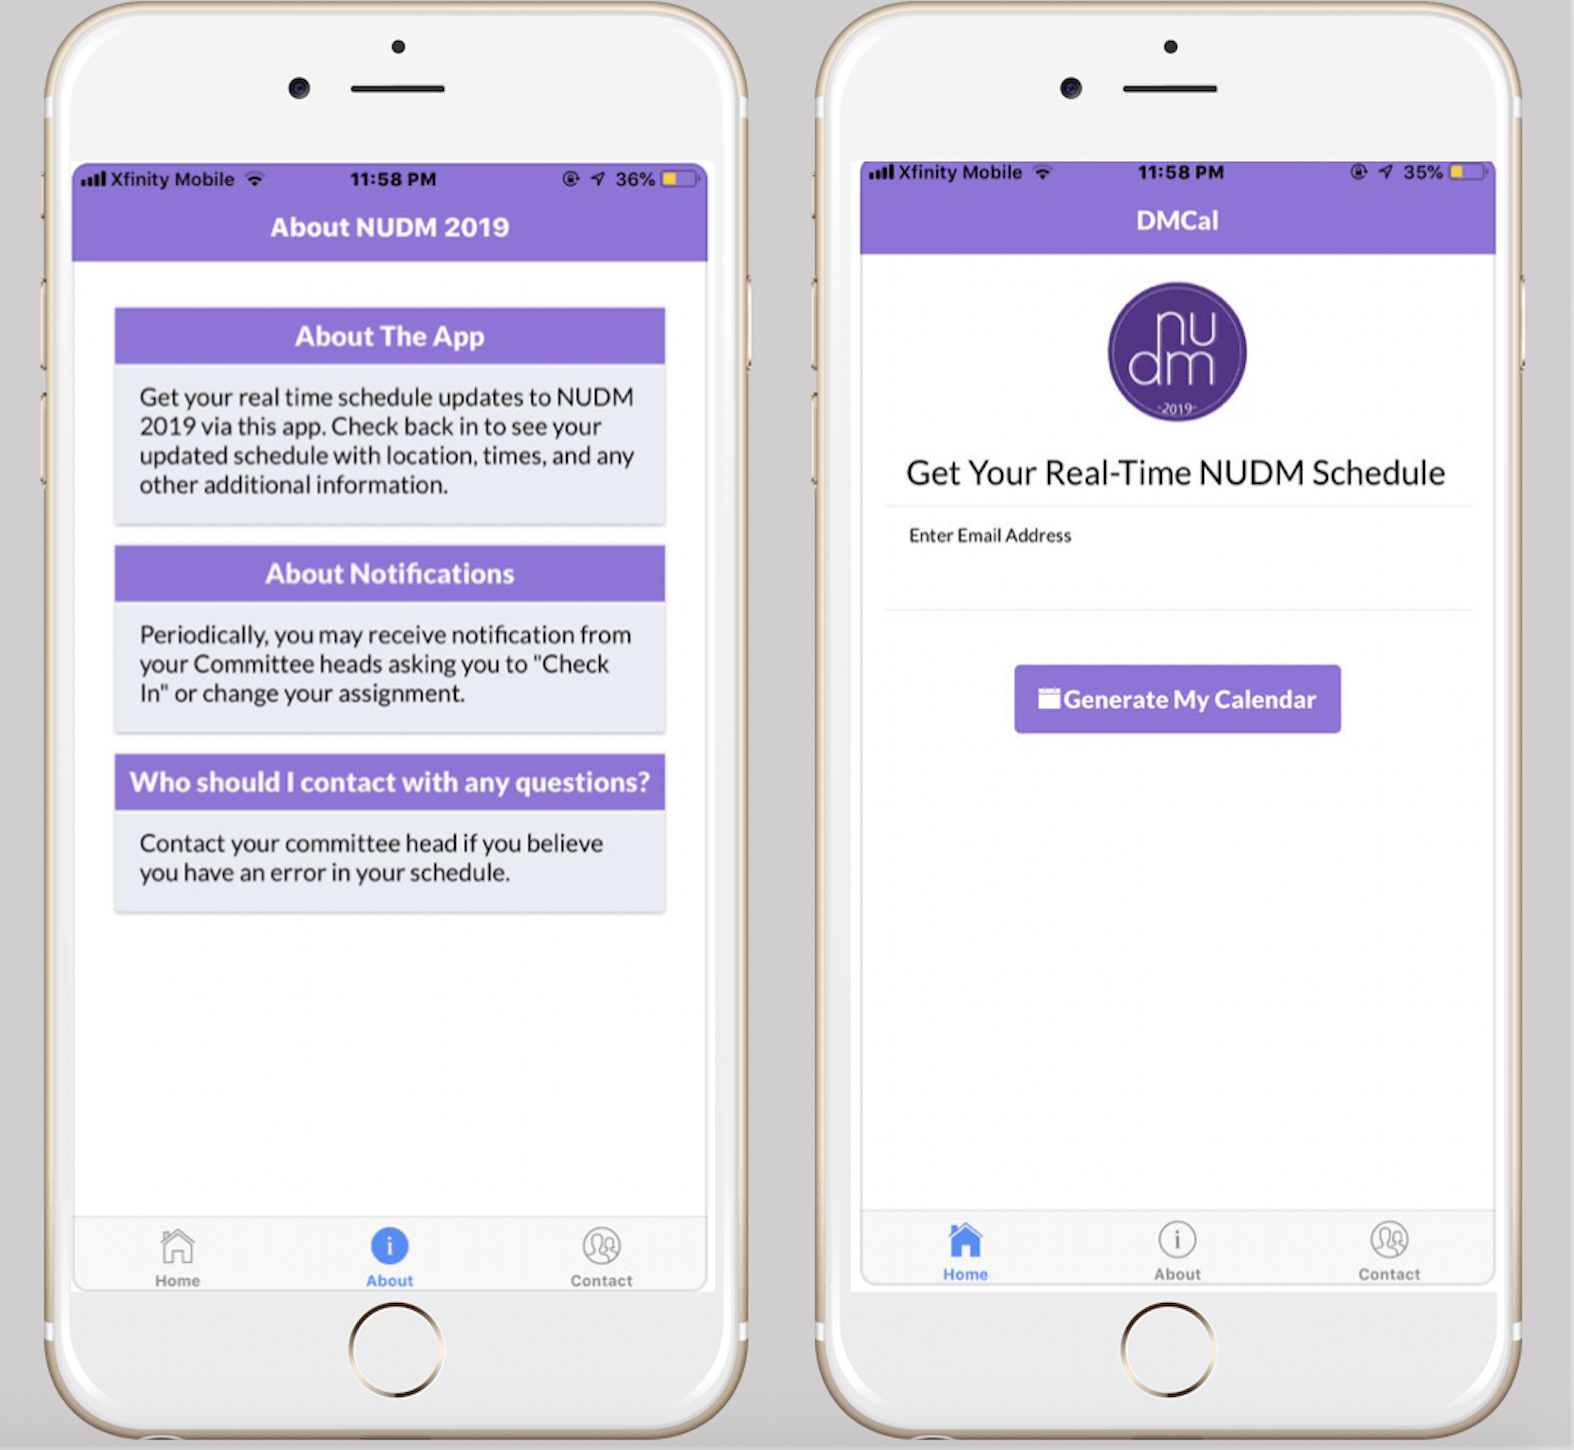 Xfinity Mobile 11:58 PM 36%
About NUDM 2019
About The App
Get your real time schedule updates to NUDM
2019 via this app. Check back in to see your
updated schedule with location, times, and any
other additional information.
About Notifications
Periodically, you may receive notification from
your Committee heads asking you to "Check
In" or change your assignment.
Who should I contact with any questions?
Contact your committee head if you believe
you have an error in your schedule.
Home About Contact
Xfinity Mobile 11:58 PM 35%
DMCal
nu
dm
-2019-
Get Your Real-Time NUDM Schedule
Enter Email Address
Generate My Calendar
Home About Contact